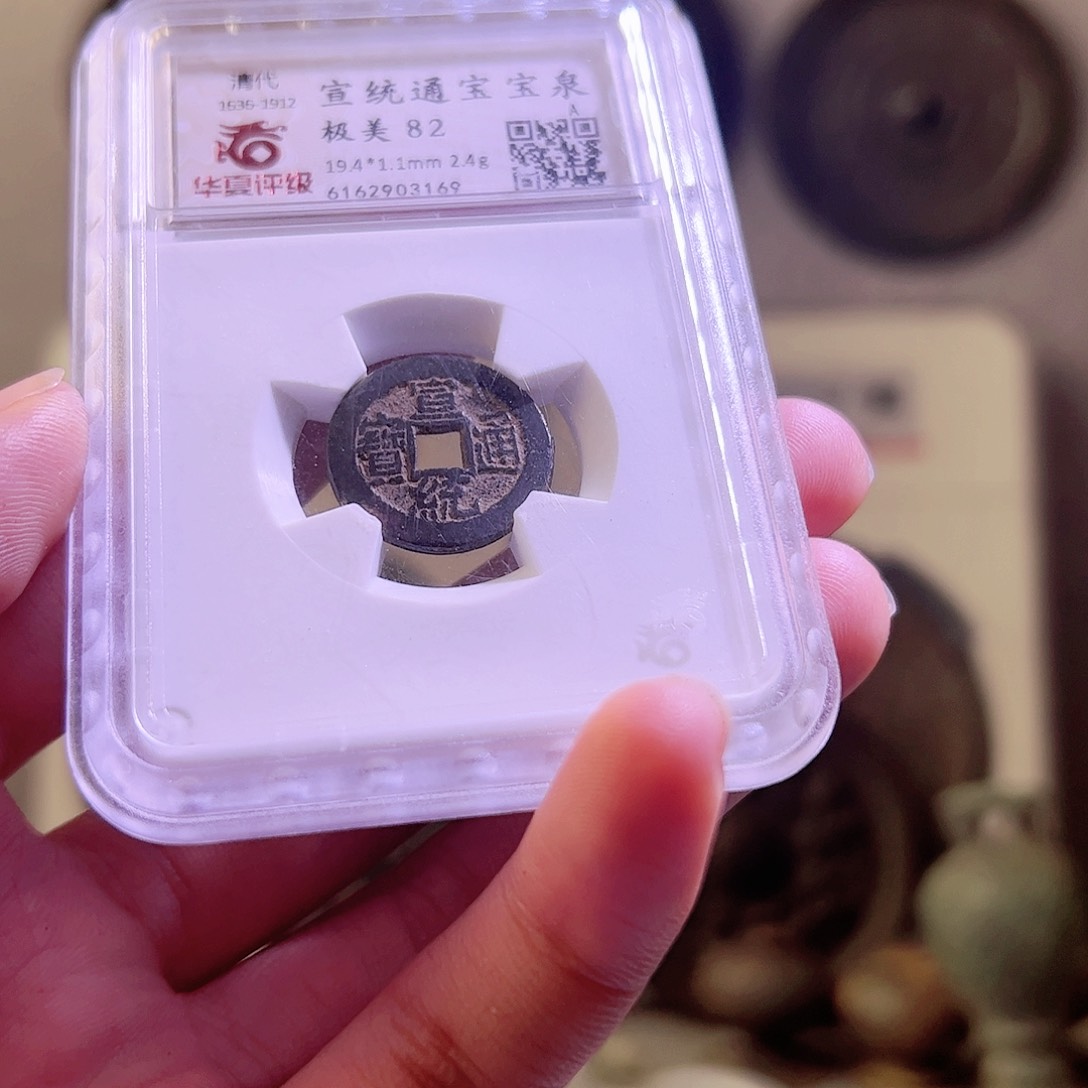 清代
1636-1912
华夏评级
宣统通宝宝泉
A
极美 82
19.4*1.1mm 2.4g
6162903169
宣
統
通
寶